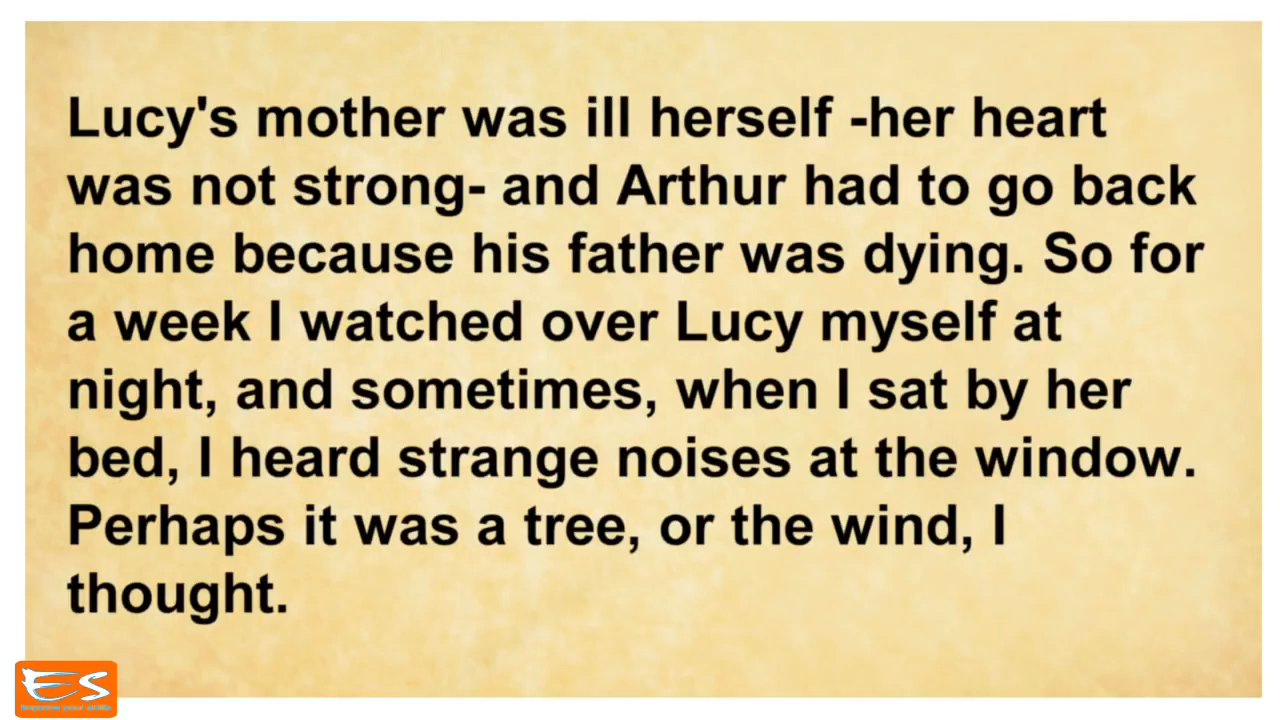 Lucy's mother was ill herself -her heart
was not strong- and Arthur had to go back
home because his father was dying. So for
a week I watched over Lucy myself at
night, and sometimes, when I sat by her
bed, I heard strange noises at the window.
Perhaps it was a tree, or the wind, I
thought.
ES